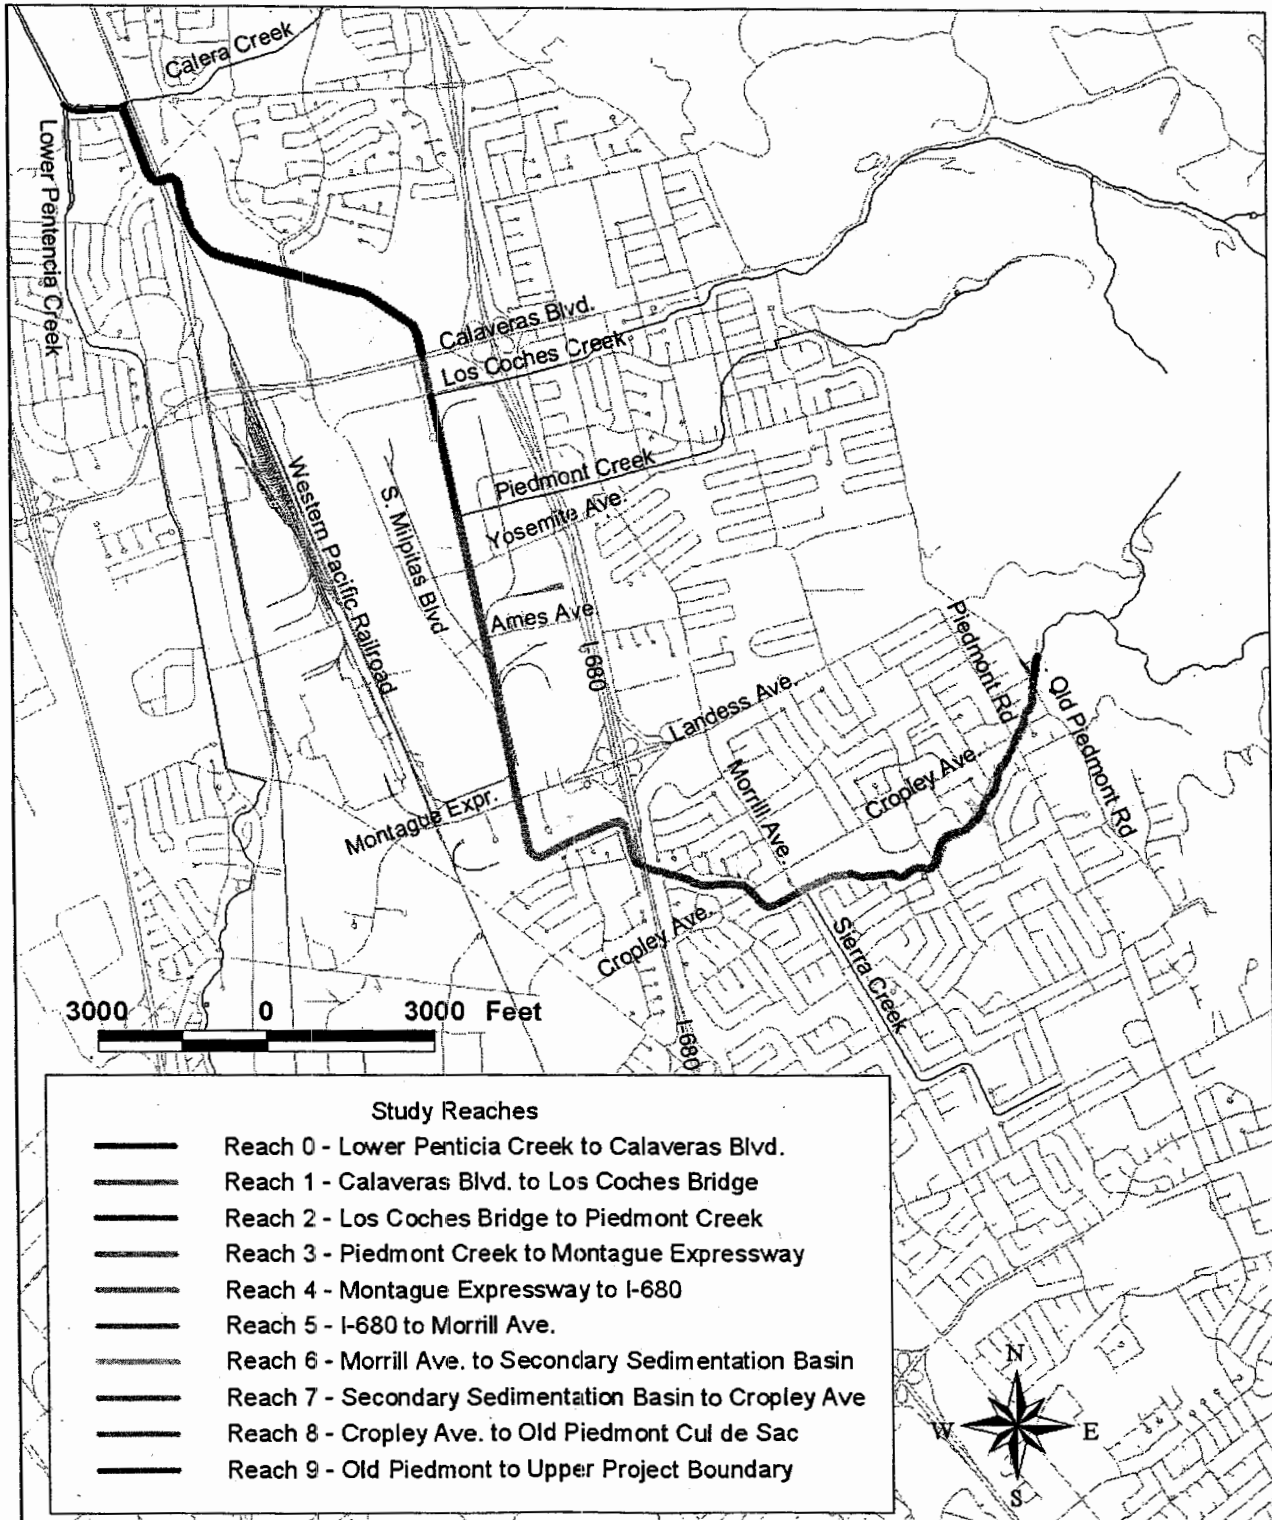 Calera Creek
Lower Pentencia Creek
Calaveras Blvd.
Los Coches Creek
Piedmont Creek
Yosemite Ave.
Western Pacific Railroad
S. Milpitas Blvd
Ames Ave.
I-680
Piedmont Rd
Landess Ave.
Old Piedmont Rd
Cropley Ave.
Morrill Ave.
Montague Expr.
Cropley Ave.
Sierra Creek
3000 0 3000 Feet
I-680
Study Reaches
Reach 0 - Lower Penticia Creek to Calaveras Blvd.
Reach 1 - Calaveras Blvd. to Los Coches Bridge
Reach 2 - Los Coches Bridge to Piedmont Creek
Reach 3 - Piedmont Creek to Montague Expressway
Reach 4 - Montague Expressway to I-680
Reach 5 - I-680 to Morrill Ave.
Reach 6 - Morrill Ave. to Secondary Sedimentation Basin
Reach 7 - Secondary Sedimentation Basin to Cropley Ave
Reach 8 - Cropley Ave. to Old Piedmont Cul de Sac
Reach 9 - Old Piedmont to Upper Project Boundary
N
W E
S